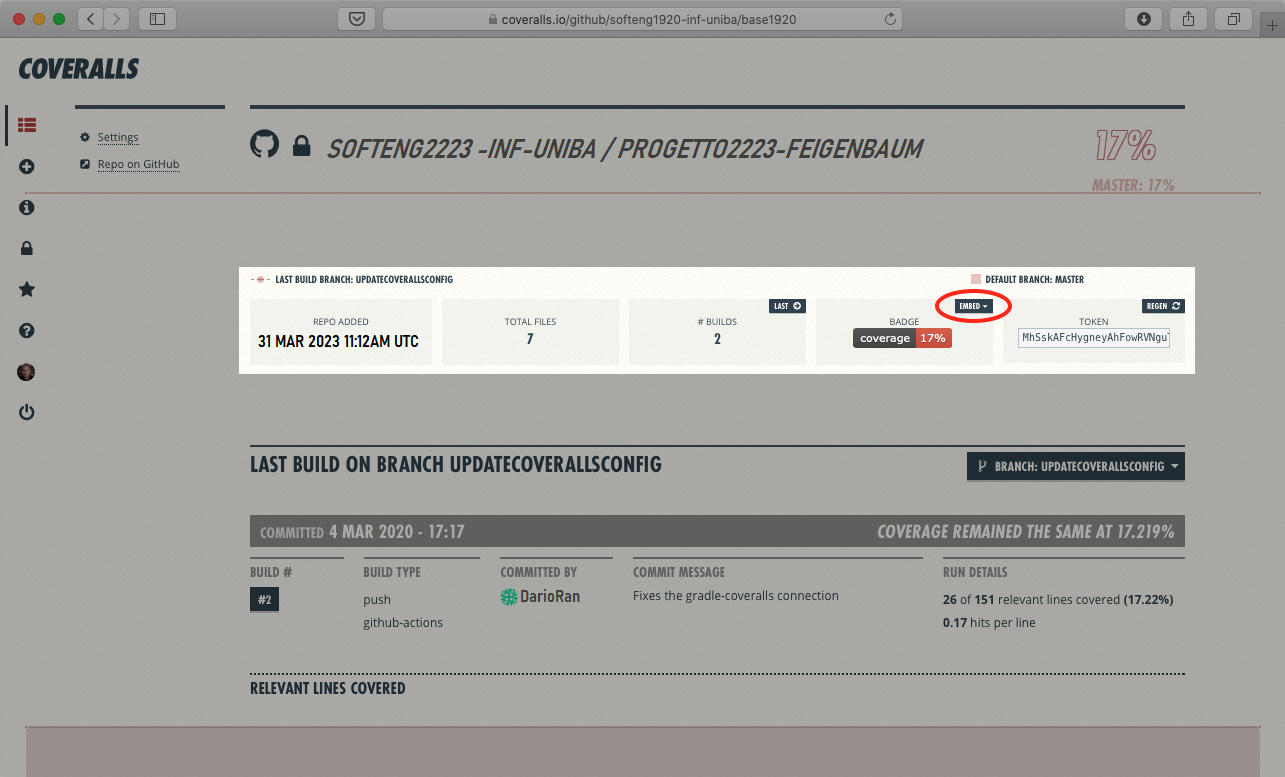 coveralls.io/github/softeng1920-inf-uniba/base1920
COVERALLS
Settings
Repo on GitHub
SOFTENG2223 -INF-UNIBA / PROGETTO2223-FEIGENBAUM
17%
MASTER: 17%
LAST BUILD BRANCH: UPDATECOVERALLSCONFIG
DEFAULT BRANCH: MASTER
REPO ADDED
31 MAR 2023 11:12AM UTC
TOTAL FILES
7
LAST
# BUILDS
2
EMBED
BADGE
coverage 17%
REGEN
TOKEN
MhSskAFcHygneyAhFowRVNgu
LAST BUILD ON BRANCH UPDATECOVERALLSCONFIG
BRANCH: UPDATECOVERALLSCONFIG
COMMITTED 4 MAR 2020 - 17:17
COVERAGE REMAINED THE SAME AT 17.219%
BUILD #
#2
BUILD TYPE
push
github-actions
COMMITTED BY
DarioRan
COMMIT MESSAGE
Fixes the gradle-coveralls connection
RUN DETAILS
26 of 151 relevant lines covered (17.22%)
0.17 hits per line
RELEVANT LINES COVERED